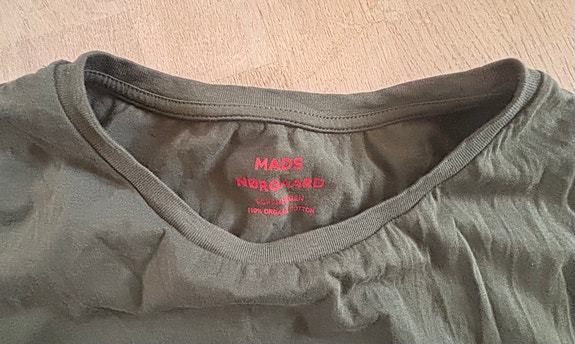 MADS
NØRGAARD
COPENHAGEN
100% ORGANIC COTTON